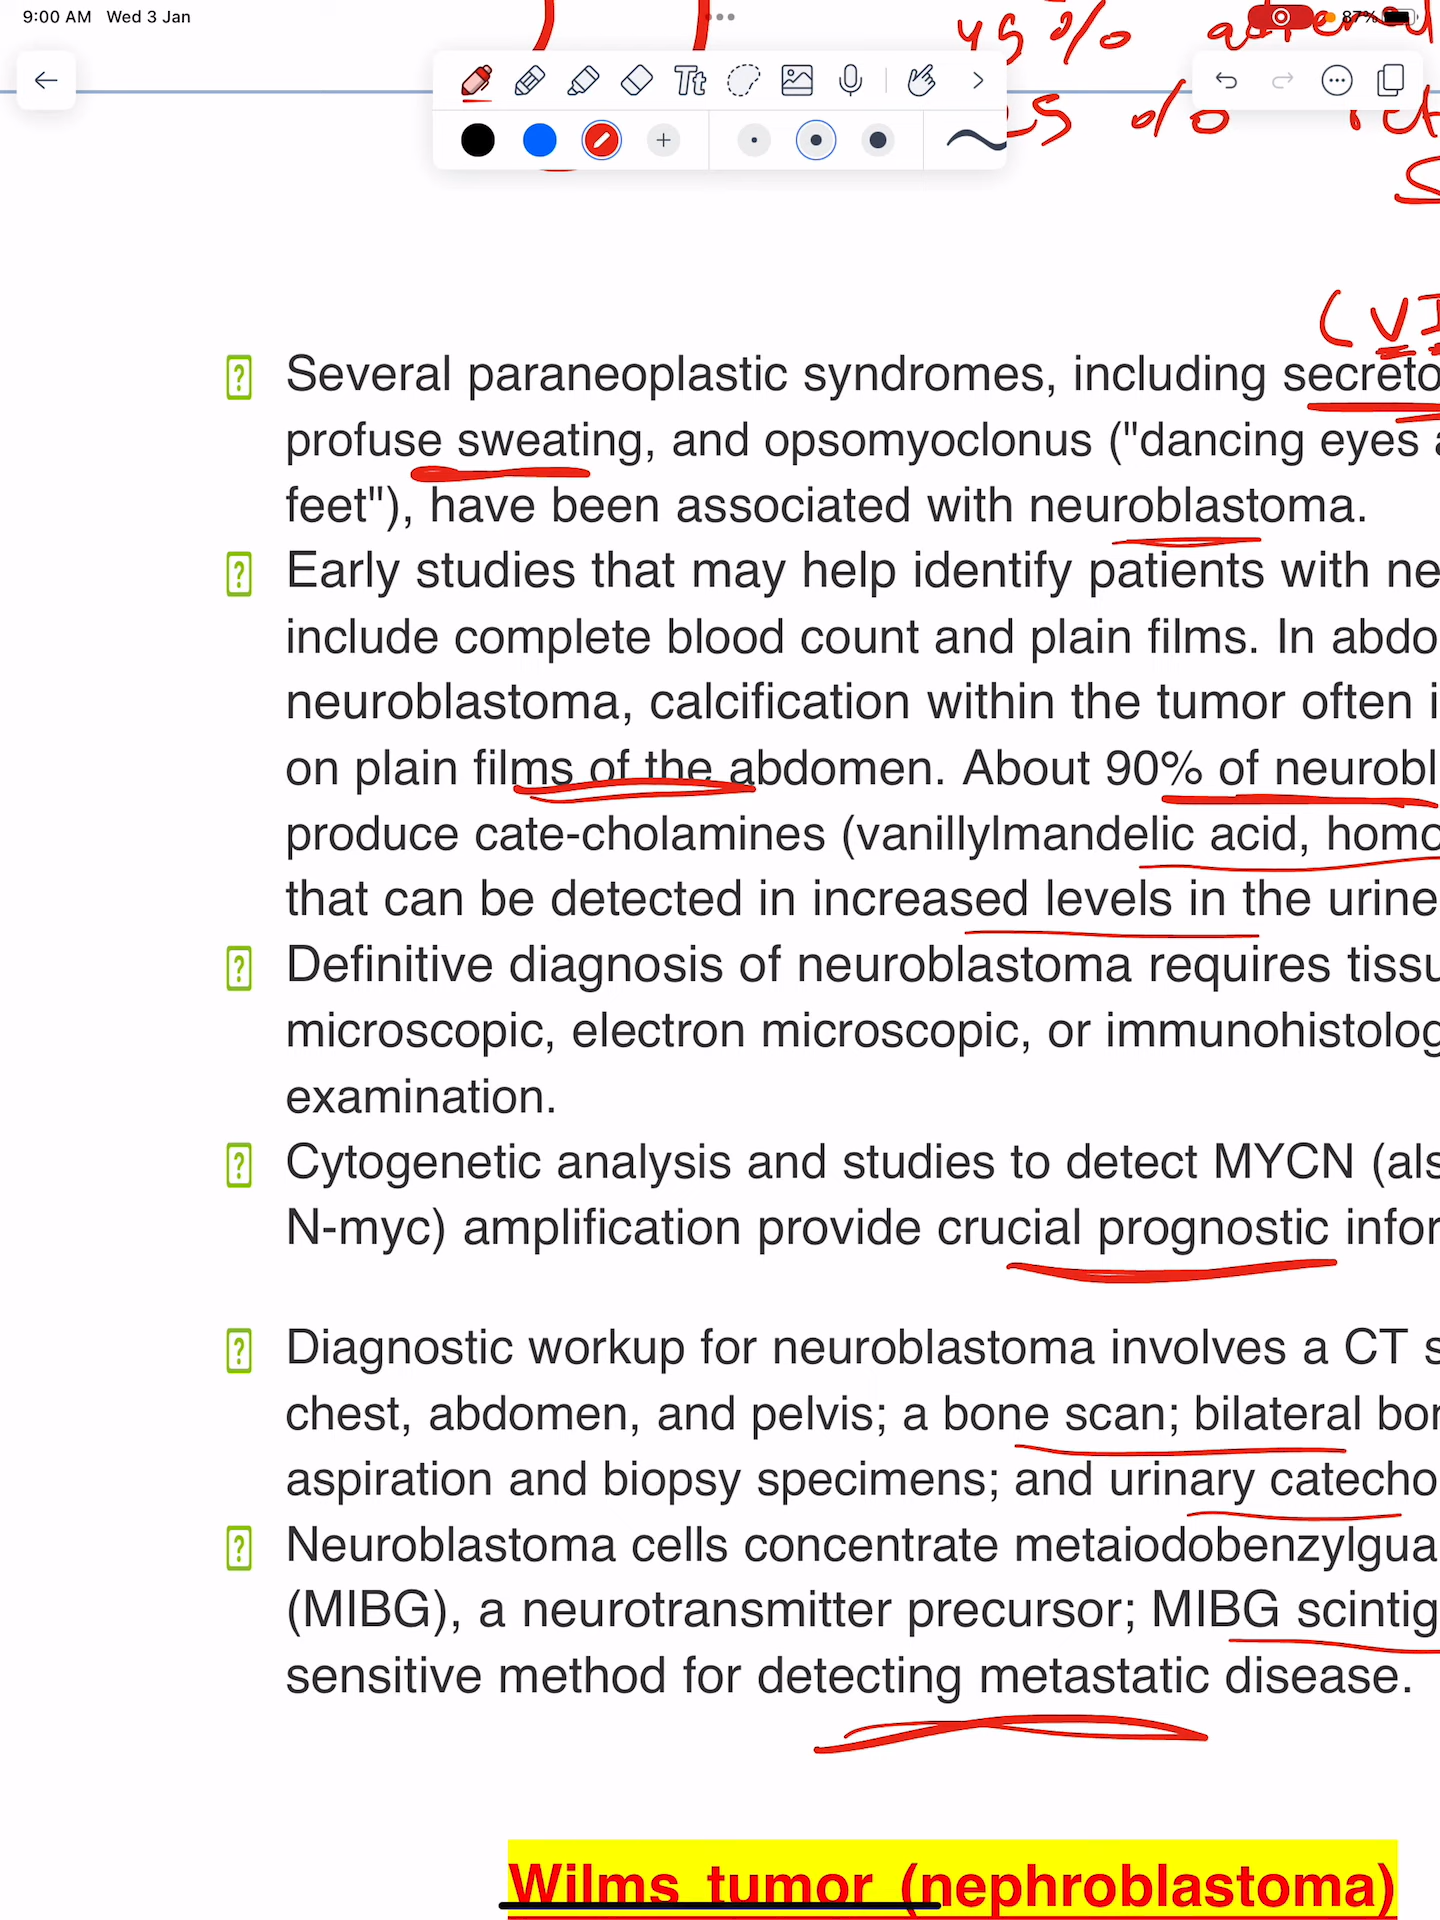 9:00 AM Wed 3 Jan
87%
Tt
Several paraneoplastic syndromes, including secreto
profuse sweating, and opsomyoclonus ("dancing eyes a
feet"), have been associated with neuroblastoma.
Early studies that may help identify patients with ne
include complete blood count and plain films. In abdo
neuroblastoma, calcification within the tumor often i
on plain films of the abdomen. About 90% of neurobl
produce cate-cholamines (vanillylmandelic acid, homo
that can be detected in increased levels in the urine
Definitive diagnosis of neuroblastoma requires tissu
microscopic, electron microscopic, or immunohistolog
examination.
Cytogenetic analysis and studies to detect MYCN (als
N-myc) amplification provide crucial prognostic infor
Diagnostic workup for neuroblastoma involves a CT s
chest, abdomen, and pelvis; a bone scan; bilateral bon
aspiration and biopsy specimens; and urinary catecho
Neuroblastoma cells concentrate metaiodobenzylgua
(MIBG), a neurotransmitter precursor; MIBG scintig
sensitive method for detecting metastatic disease.
Wilms tumor (nephroblastoma)